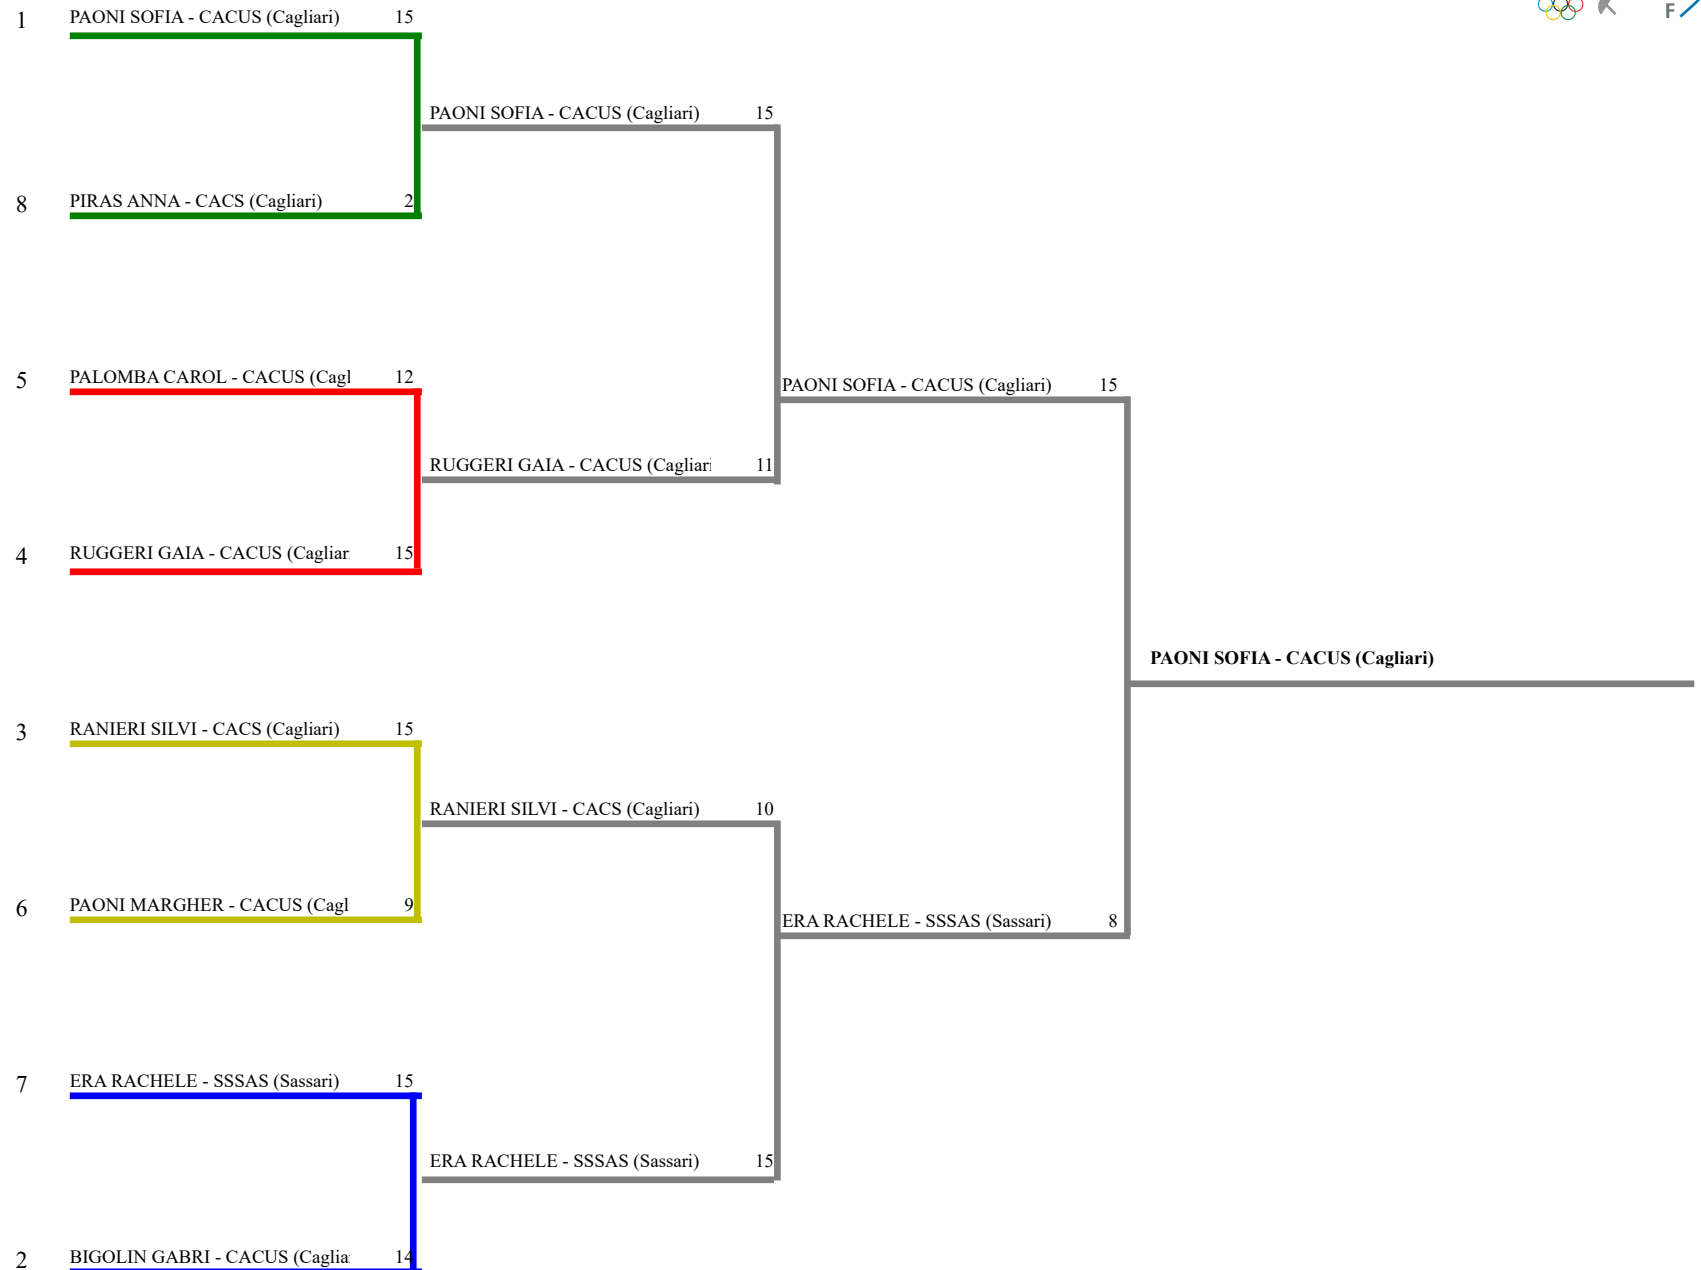 1 PAONI SOFIA - CACUS (Cagliari) 15
F
PAONI SOFIA - CACUS (Cagliari) 15
8 PIRAS ANNA - CACS (Cagliari) 2
5 PALOMBA CAROL - CACUS (Cagl 12
PAONI SOFIA - CACUS (Cagliari) 15
RUGGERI GAIA - CACUS (Cagliari 11
4 RUGGERI GAIA - CACUS (Cagliar 15
PAONI SOFIA - CACUS (Cagliari)
3 RANIERI SILVI - CACS (Cagliari) 15
RANIERI SILVI - CACS (Cagliari) 10
6 PAONI MARGHER - CACUS (Cagl 9
ERA RACHELE - SSSAS (Sassari) 8
7 ERA RACHELE - SSSAS (Sassari) 15
ERA RACHELE - SSSAS (Sassari) 15
2 BIGOLIN GABRI - CACUS (Caglia 14